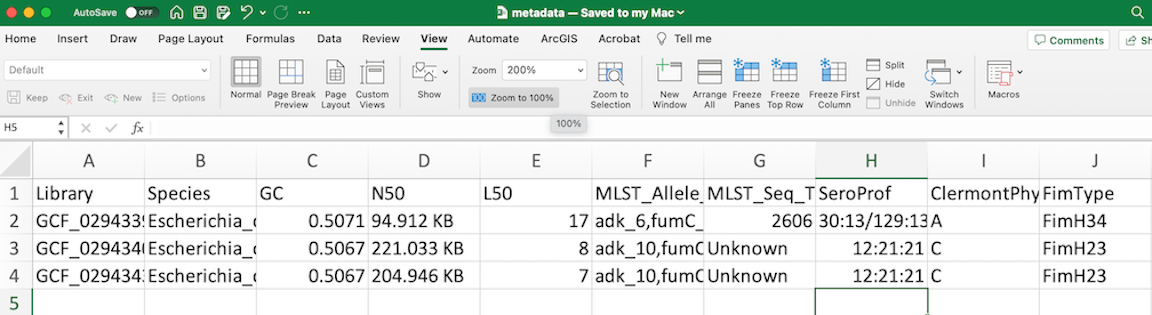 AutoSave OFF metadata — Saved to my Mac
Home Insert Draw Page Layout Formulas Data Review View Automate ArcGIS Acrobat Tell me Comments Sh
Default
Keep Exit New Options
Normal Page Break Preview Page Layout Custom Views
Show
Zoom 200%
100 Zoom to 100%
Zoom to Selection
New Window Arrange All Freeze Panes Freeze Top Row Freeze First Column
Split
Hide
Unhide
Switch Windows
Macros
100%
H5 fx
A B C D E F G H I J
1 Library Species GC N50 L50 MLST_Allele_ MLST_Seq_T SeroProf ClermontPhy FimType
2 GCF_029433 Escherichia_ 0.5071 94.912 KB 17 adk_6,fumC_ 2606 30:13/129:13 A FimH34
3 GCF_029434 Escherichia_ 0.5067 221.033 KB 8 adk_10,fumC Unknown 12:21:21 C FimH23
4 GCF_029434 Escherichia_ 0.5067 204.946 KB 7 adk_10,fumC Unknown 12:21:21 C FimH23
5